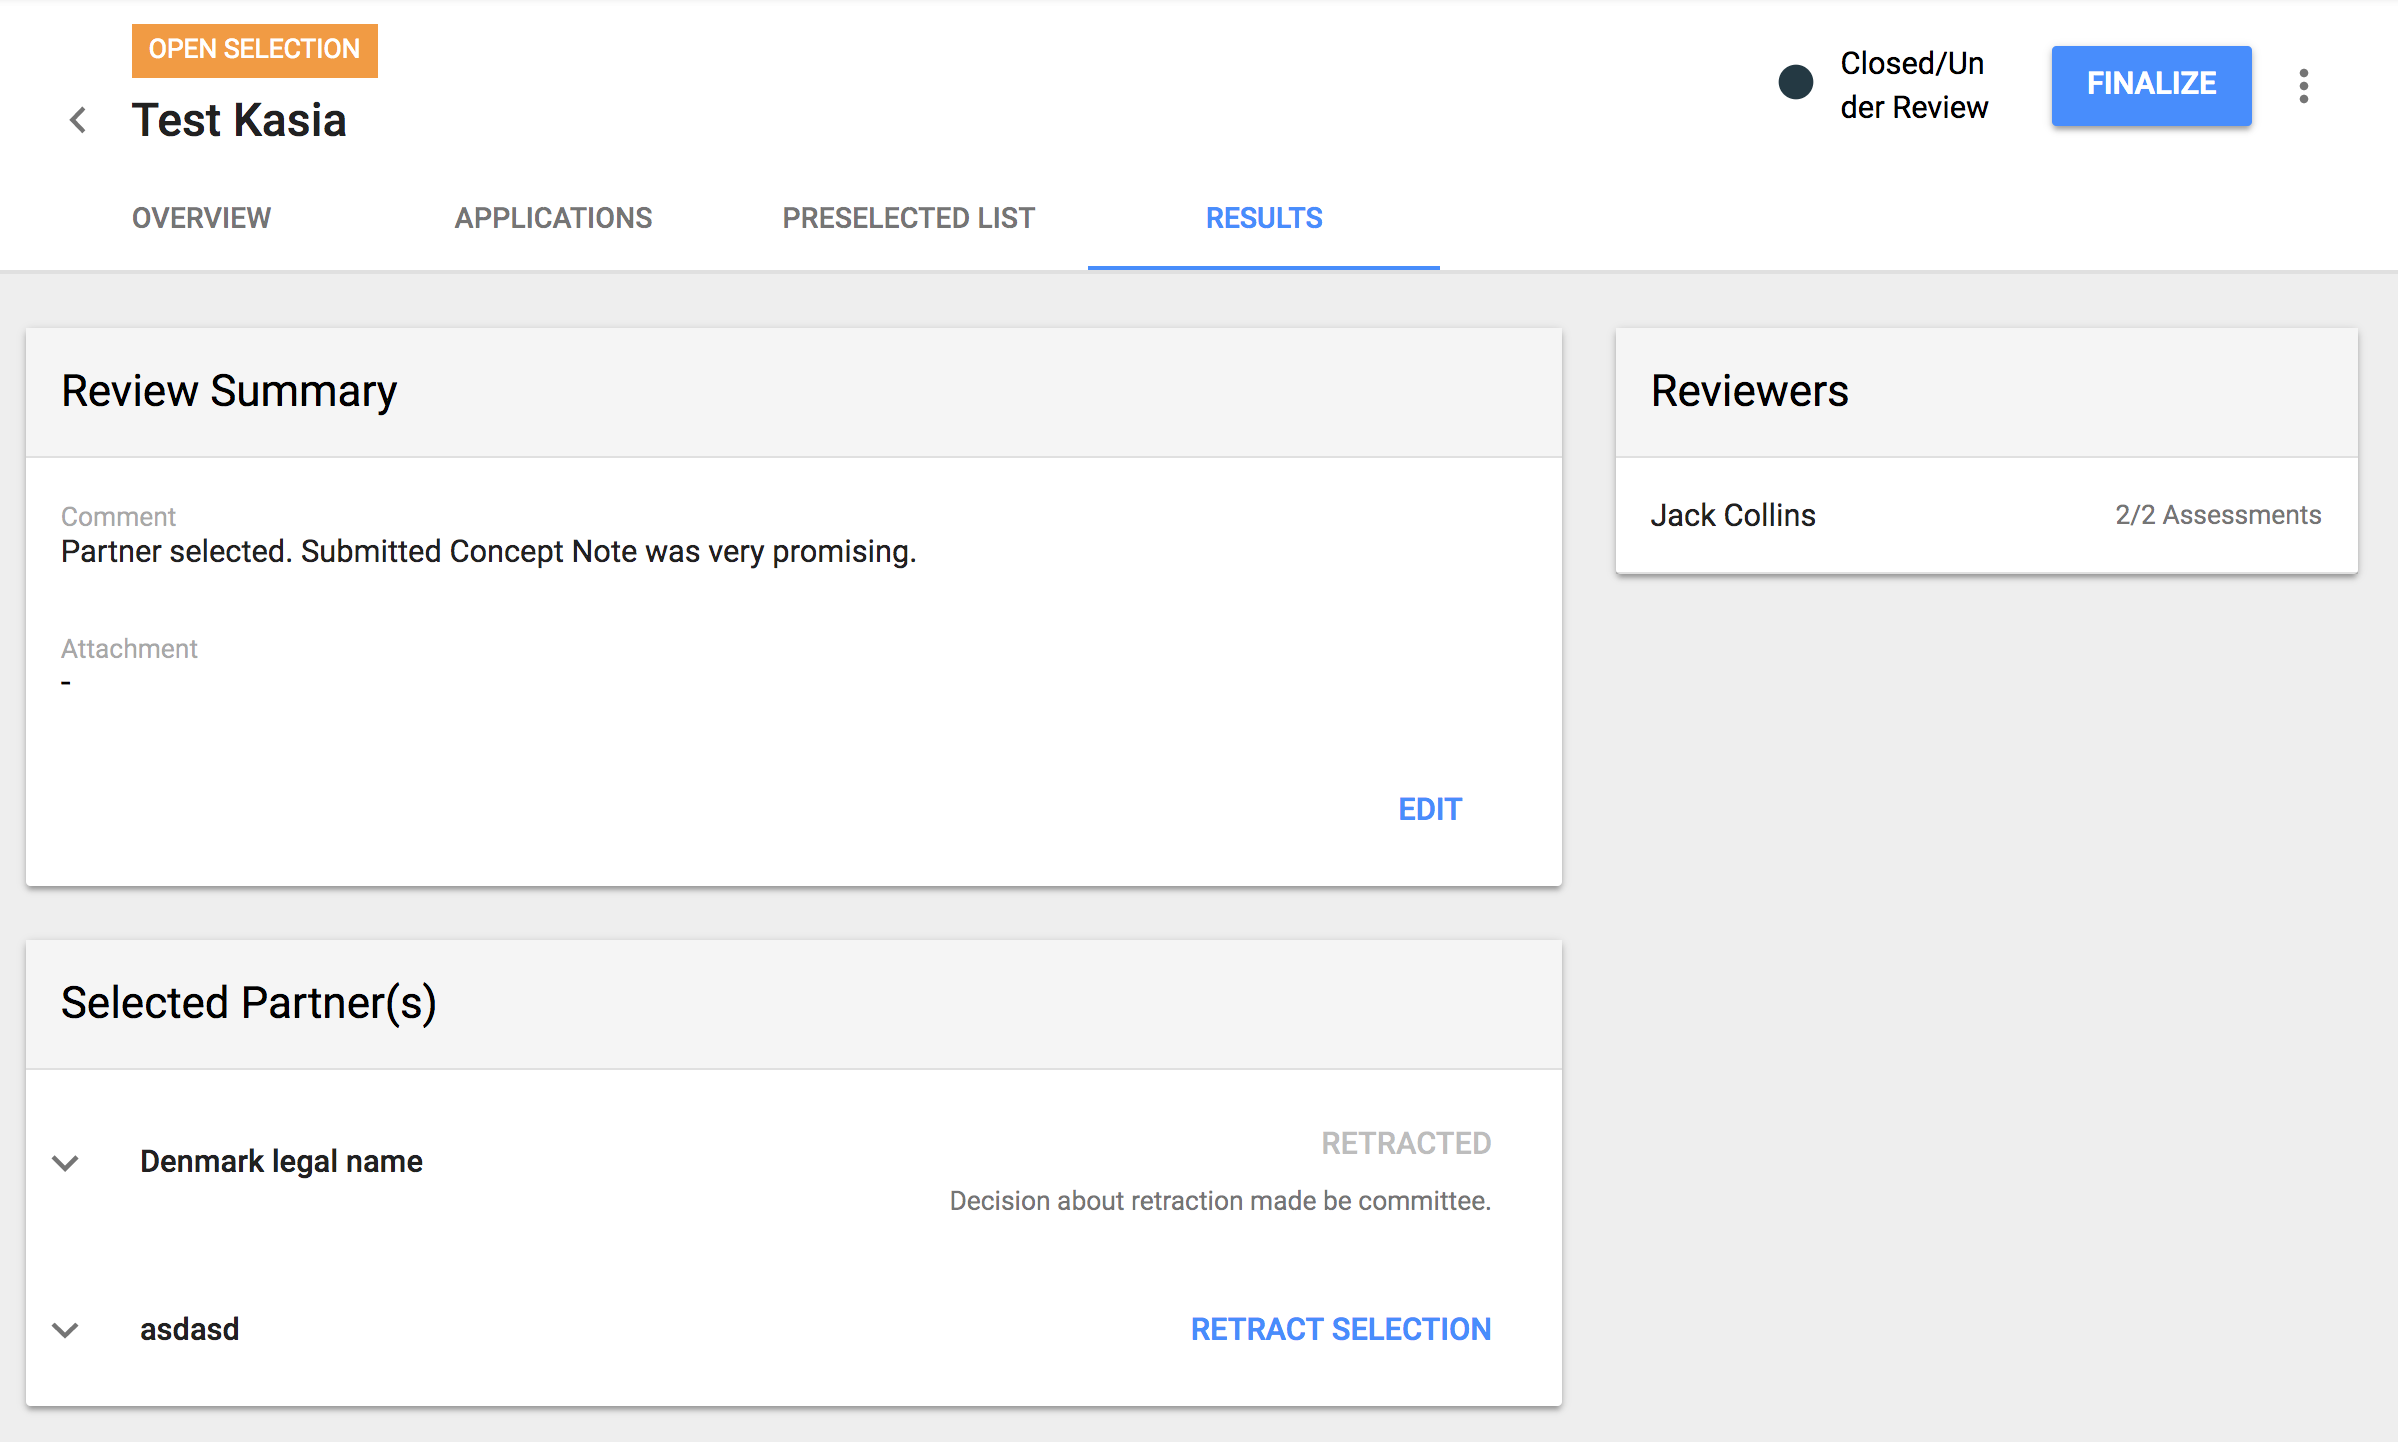 OPEN SELECTION
Test Kasia
Closed/Un
der Review
FINALIZE
OVERVIEW
APPLICATIONS
PRESELECTED LIST
RESULTS
Review Summary
Comment
Partner selected. Submitted Concept Note was very promising.
Attachment
-
EDIT
Reviewers
Jack Collins
2/2 Assessments
Selected Partner(s)
Denmark legal name
RETRACTED
Decision about retraction made be committee.
asdasd
RETRACT SELECTION